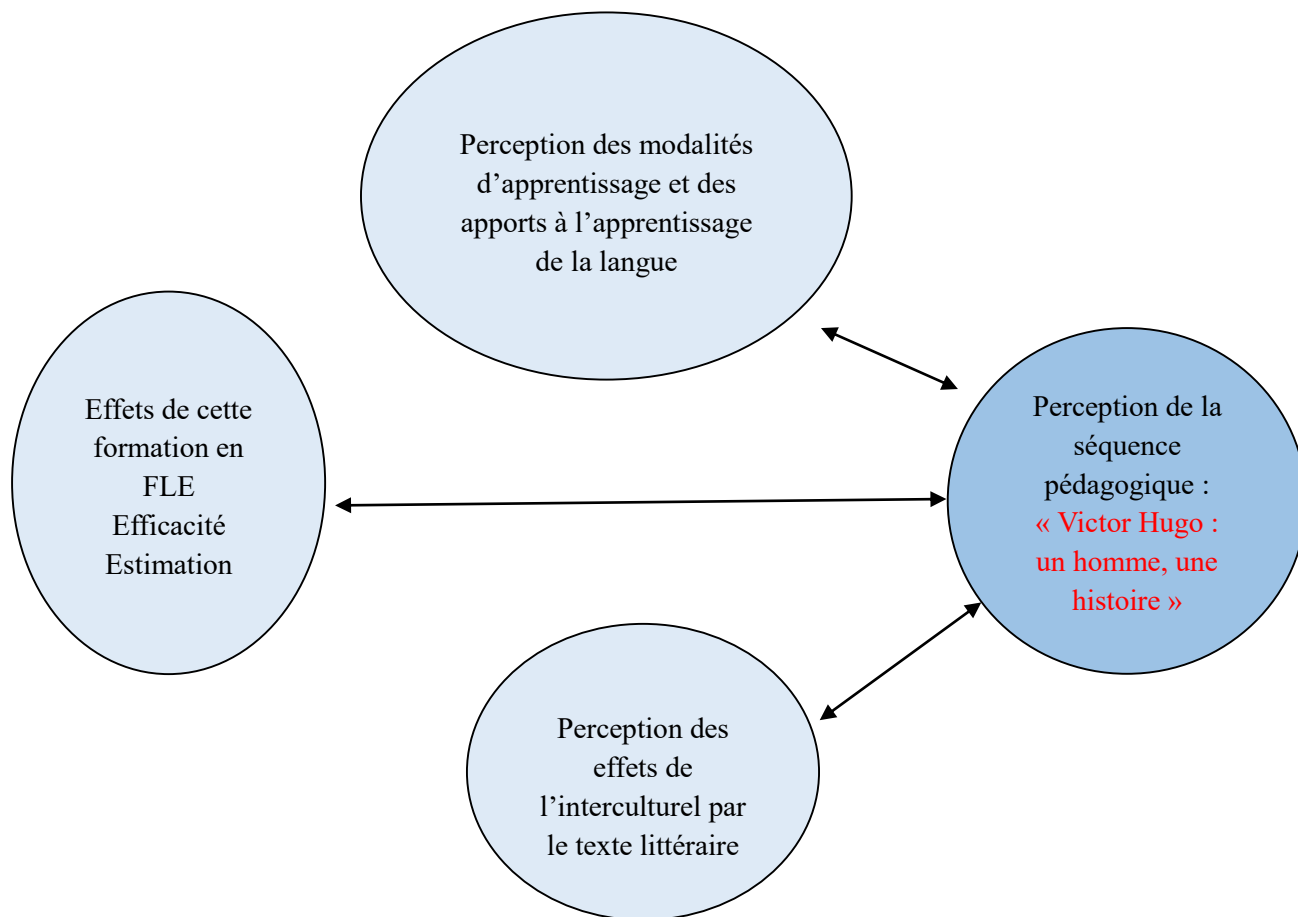 Perception des modalités
d’apprentissage et des
apports à l’apprentissage
de la langue
Effets de cette
formation en
FLE
Efficacité
Estimation
Perception de la
séquence
pédagogique :
« Victor Hugo :
un homme, une
histoire »
Perception des
effets de
l’interculturel par
le texte littéraire